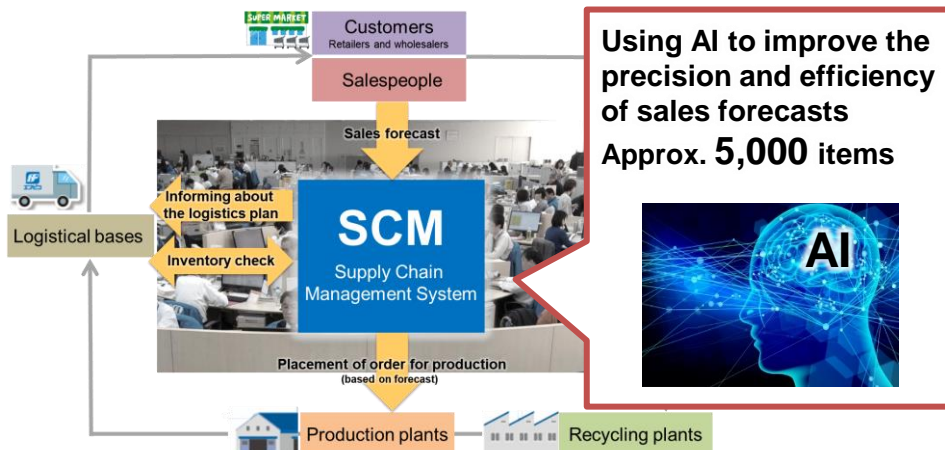 SUPER MARKET
Customers
Retailers and wholesalers
Salespeople
Sales forecast
Informing about
the logistics plan
Logistical bases
Inventory check
SCM
Supply Chain
Management System
Placement of order for production
(based on forecast)
Production plants
Recycling plants
Using AI to improve the
precision and efficiency
of sales forecasts
Approx. 5,000 items
AI